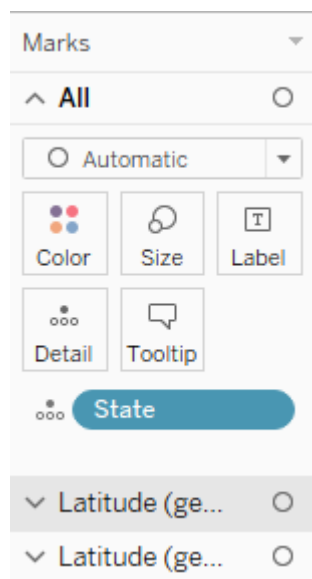 Marks
All
Automatic
Color Size T Label
Detail Tooltip
State
Latitude (ge...
Latitude (ge...